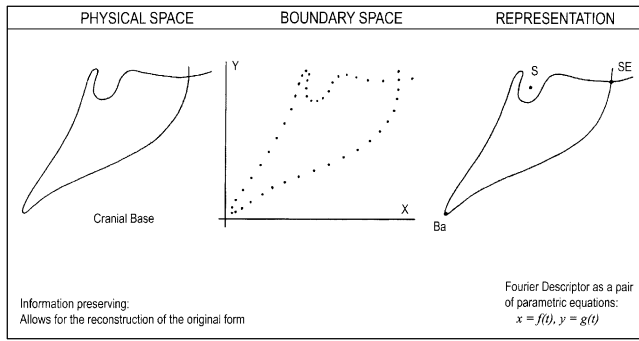 PHYSICAL SPACE
BOUNDARY SPACE
REPRESENTATION
Y
S
SE
Cranial Base
X
Ba
Information preserving:
Allows for the reconstruction of the original form
Fourier Descriptor as a pair
of parametric equations:
x = f(t), y = g(t)